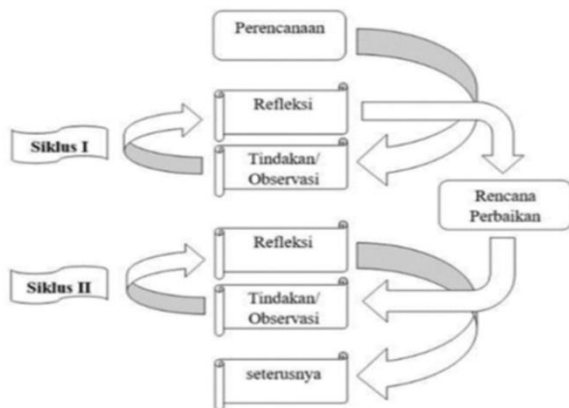 Perencanaan
Refleksi
Siklus I
Tindakan/
Observasi
Rencana
Perbaikan
Refleksi
Siklus II
Tindakan/
Observasi
seterusnya